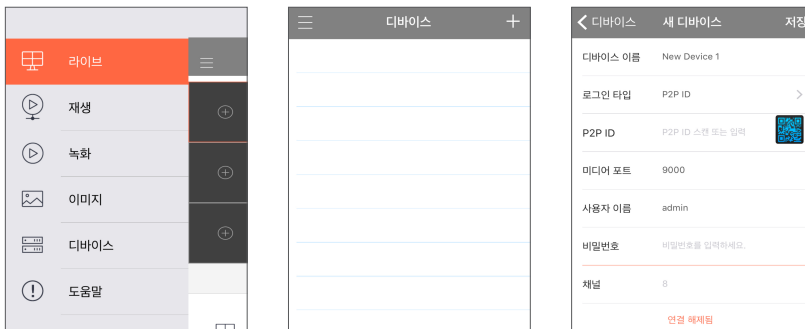 라이브
재생
녹화
이미지
디바이스
도움말
디바이스
디바이스 새 디바이스 저장
디바이스 이름 New Device 1
로그인 타입 P2P ID
P2P ID P2P ID 스캔 또는 입력
미디어 포트 9000
사용자 이름 admin
비밀번호 비밀번호를 입력하세요.
채널 8
연결 해제됨